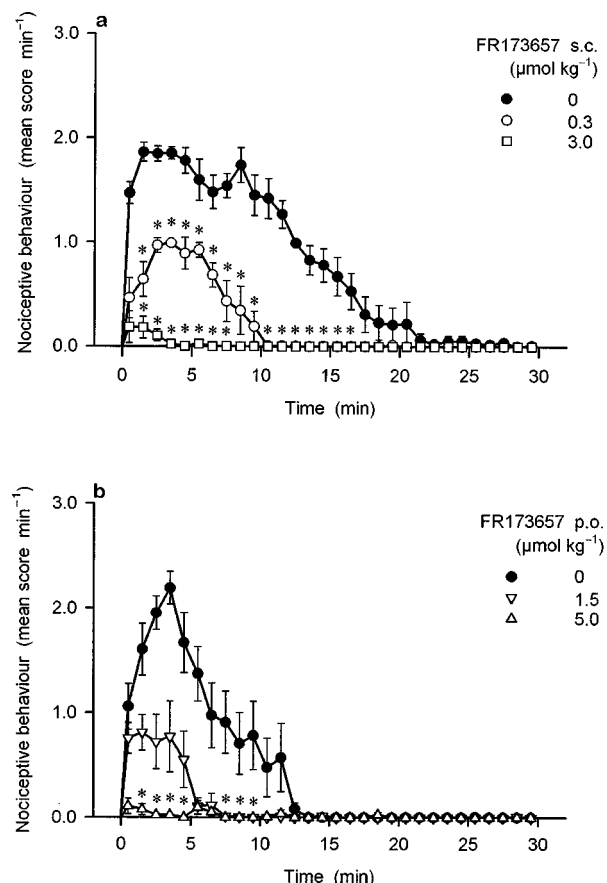 a
3.0
2.0
1.0
0.0
Nociceptive behaviour (mean score min⁻¹)
FR173657 s.c.
(µmol kg⁻¹)
0
0.3
3.0
* * * * * * * * *
* * * * * * * * * * * * * *
0 5 10 15 20 25 30
Time (min)
b
3.0
2.0
1.0
0.0
Nociceptive behaviour (mean score min⁻¹)
FR173657 p.o.
(µmol kg⁻¹)
0
1.5
5.0
* * * * * * *
0 5 10 15 20 25 30
Time (min)